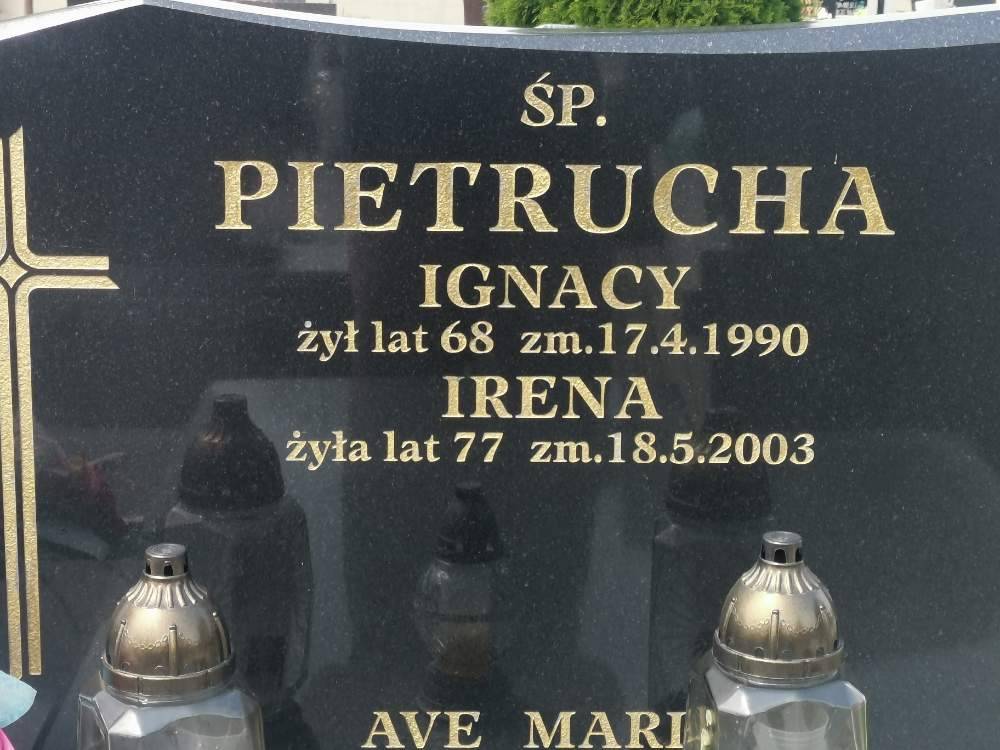 ŚP.
PIETRUCHA
IGNACY
żył lat 68 zm.17.4.1990
IRENA
żyła lat 77 zm.18.5.2003
AVE